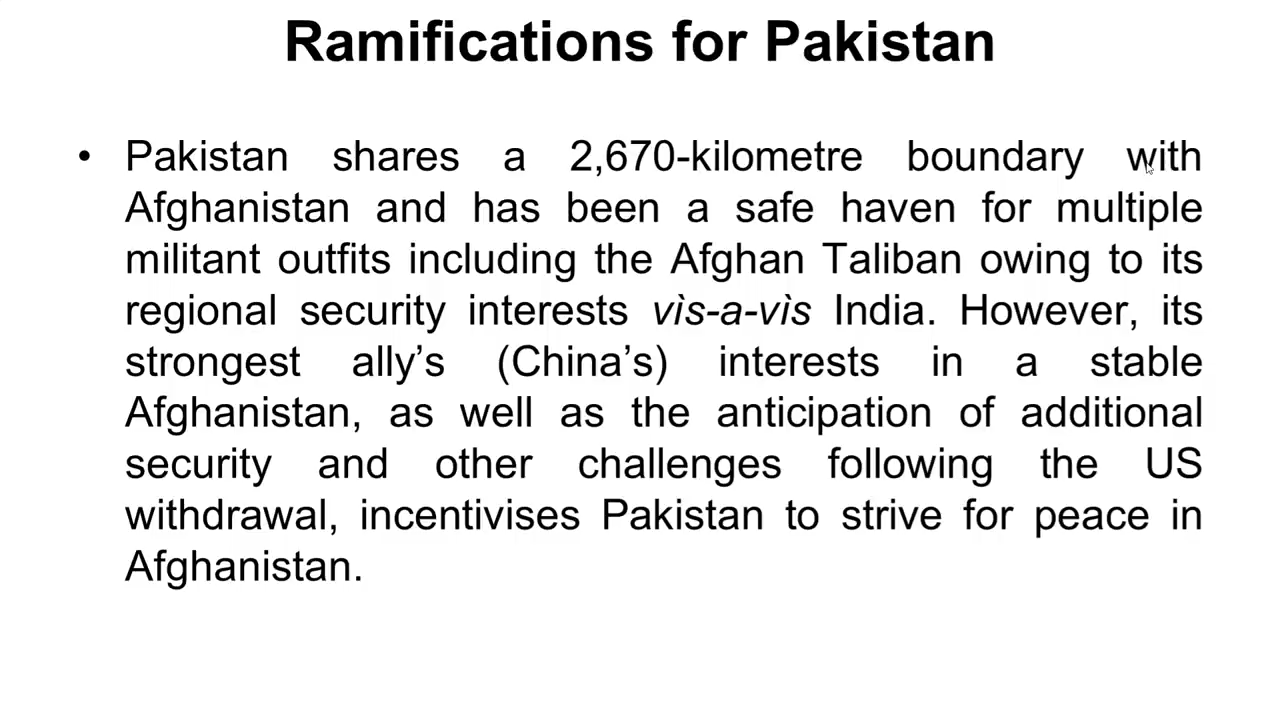 Ramifications for Pakistan
• Pakistan shares a 2,670-kilometre boundary with
Afghanistan and has been a safe haven for multiple
militant outfits including the Afghan Taliban owing to its
regional security interests vìs-a-vìs India. However, its
strongest ally’s (China’s) interests in a stable
Afghanistan, as well as the anticipation of additional
security and other challenges following the US
withdrawal, incentivises Pakistan to strive for peace in
Afghanistan.